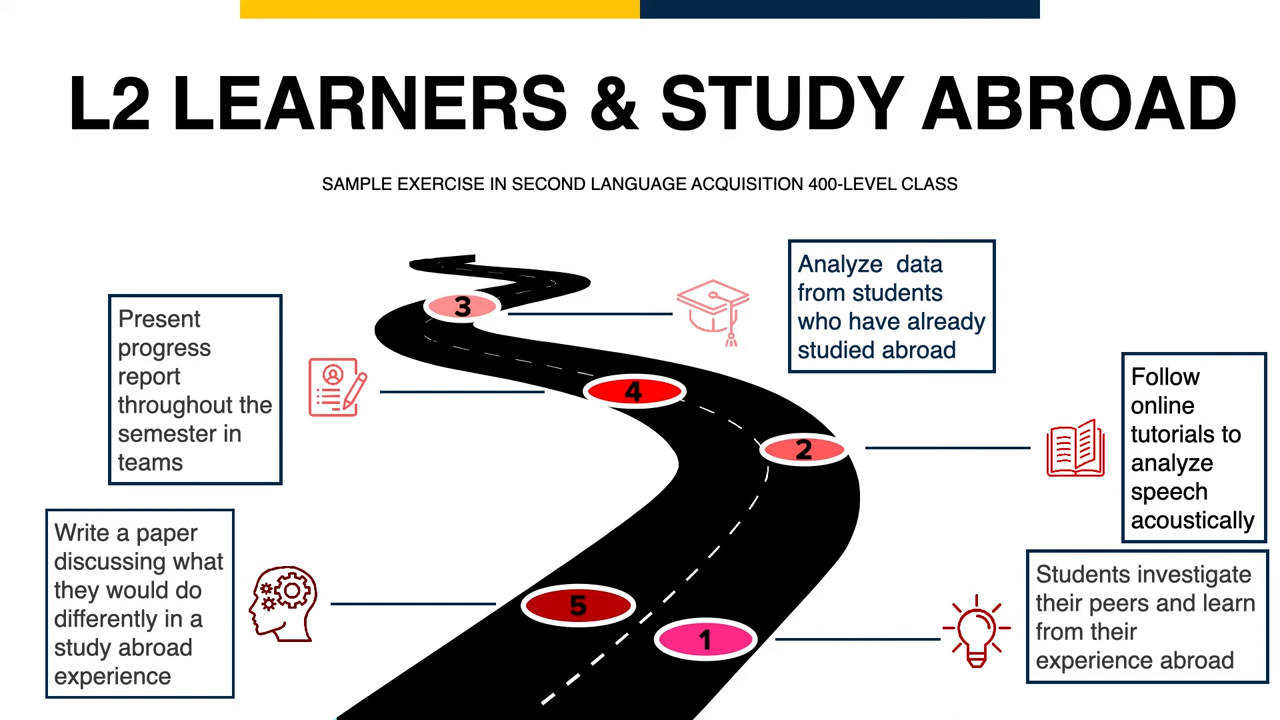 L2 LEARNERS & STUDY ABROAD
SAMPLE EXERCISE IN SECOND LANGUAGE ACQUISITION 400-LEVEL CLASS
3
Analyze data
from students
who have already
studied abroad
Present
progress
report
throughout the
semester in
teams
4
2
Follow
online
tutorials to
analyze
speech
acoustically
Write a paper
discussing what
they would do
differently in a
study abroad
experience
5
1
Students investigate
their peers and learn
from their
experience abroad